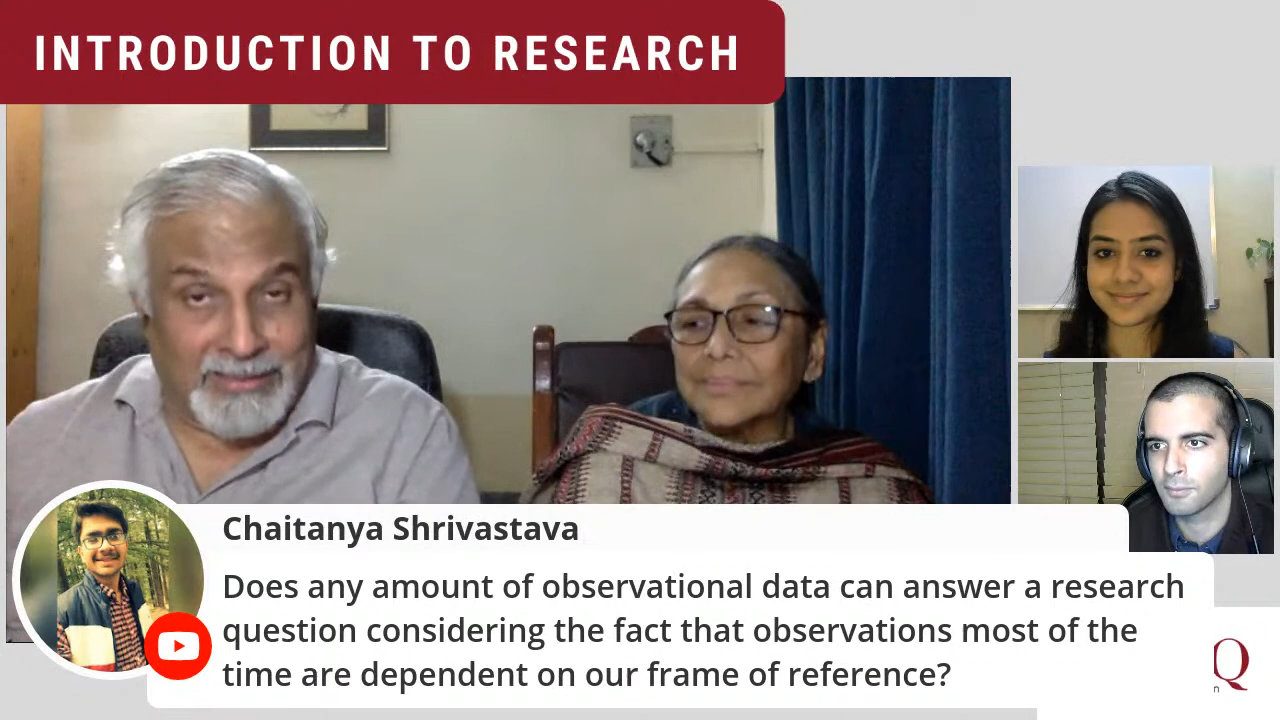 INTRODUCTION TO RESEARCH
Chaitanya Shrivastava
Does any amount of observational data can answer a research
question considering the fact that observations most of the
time are dependent on our frame of reference?
Q
n